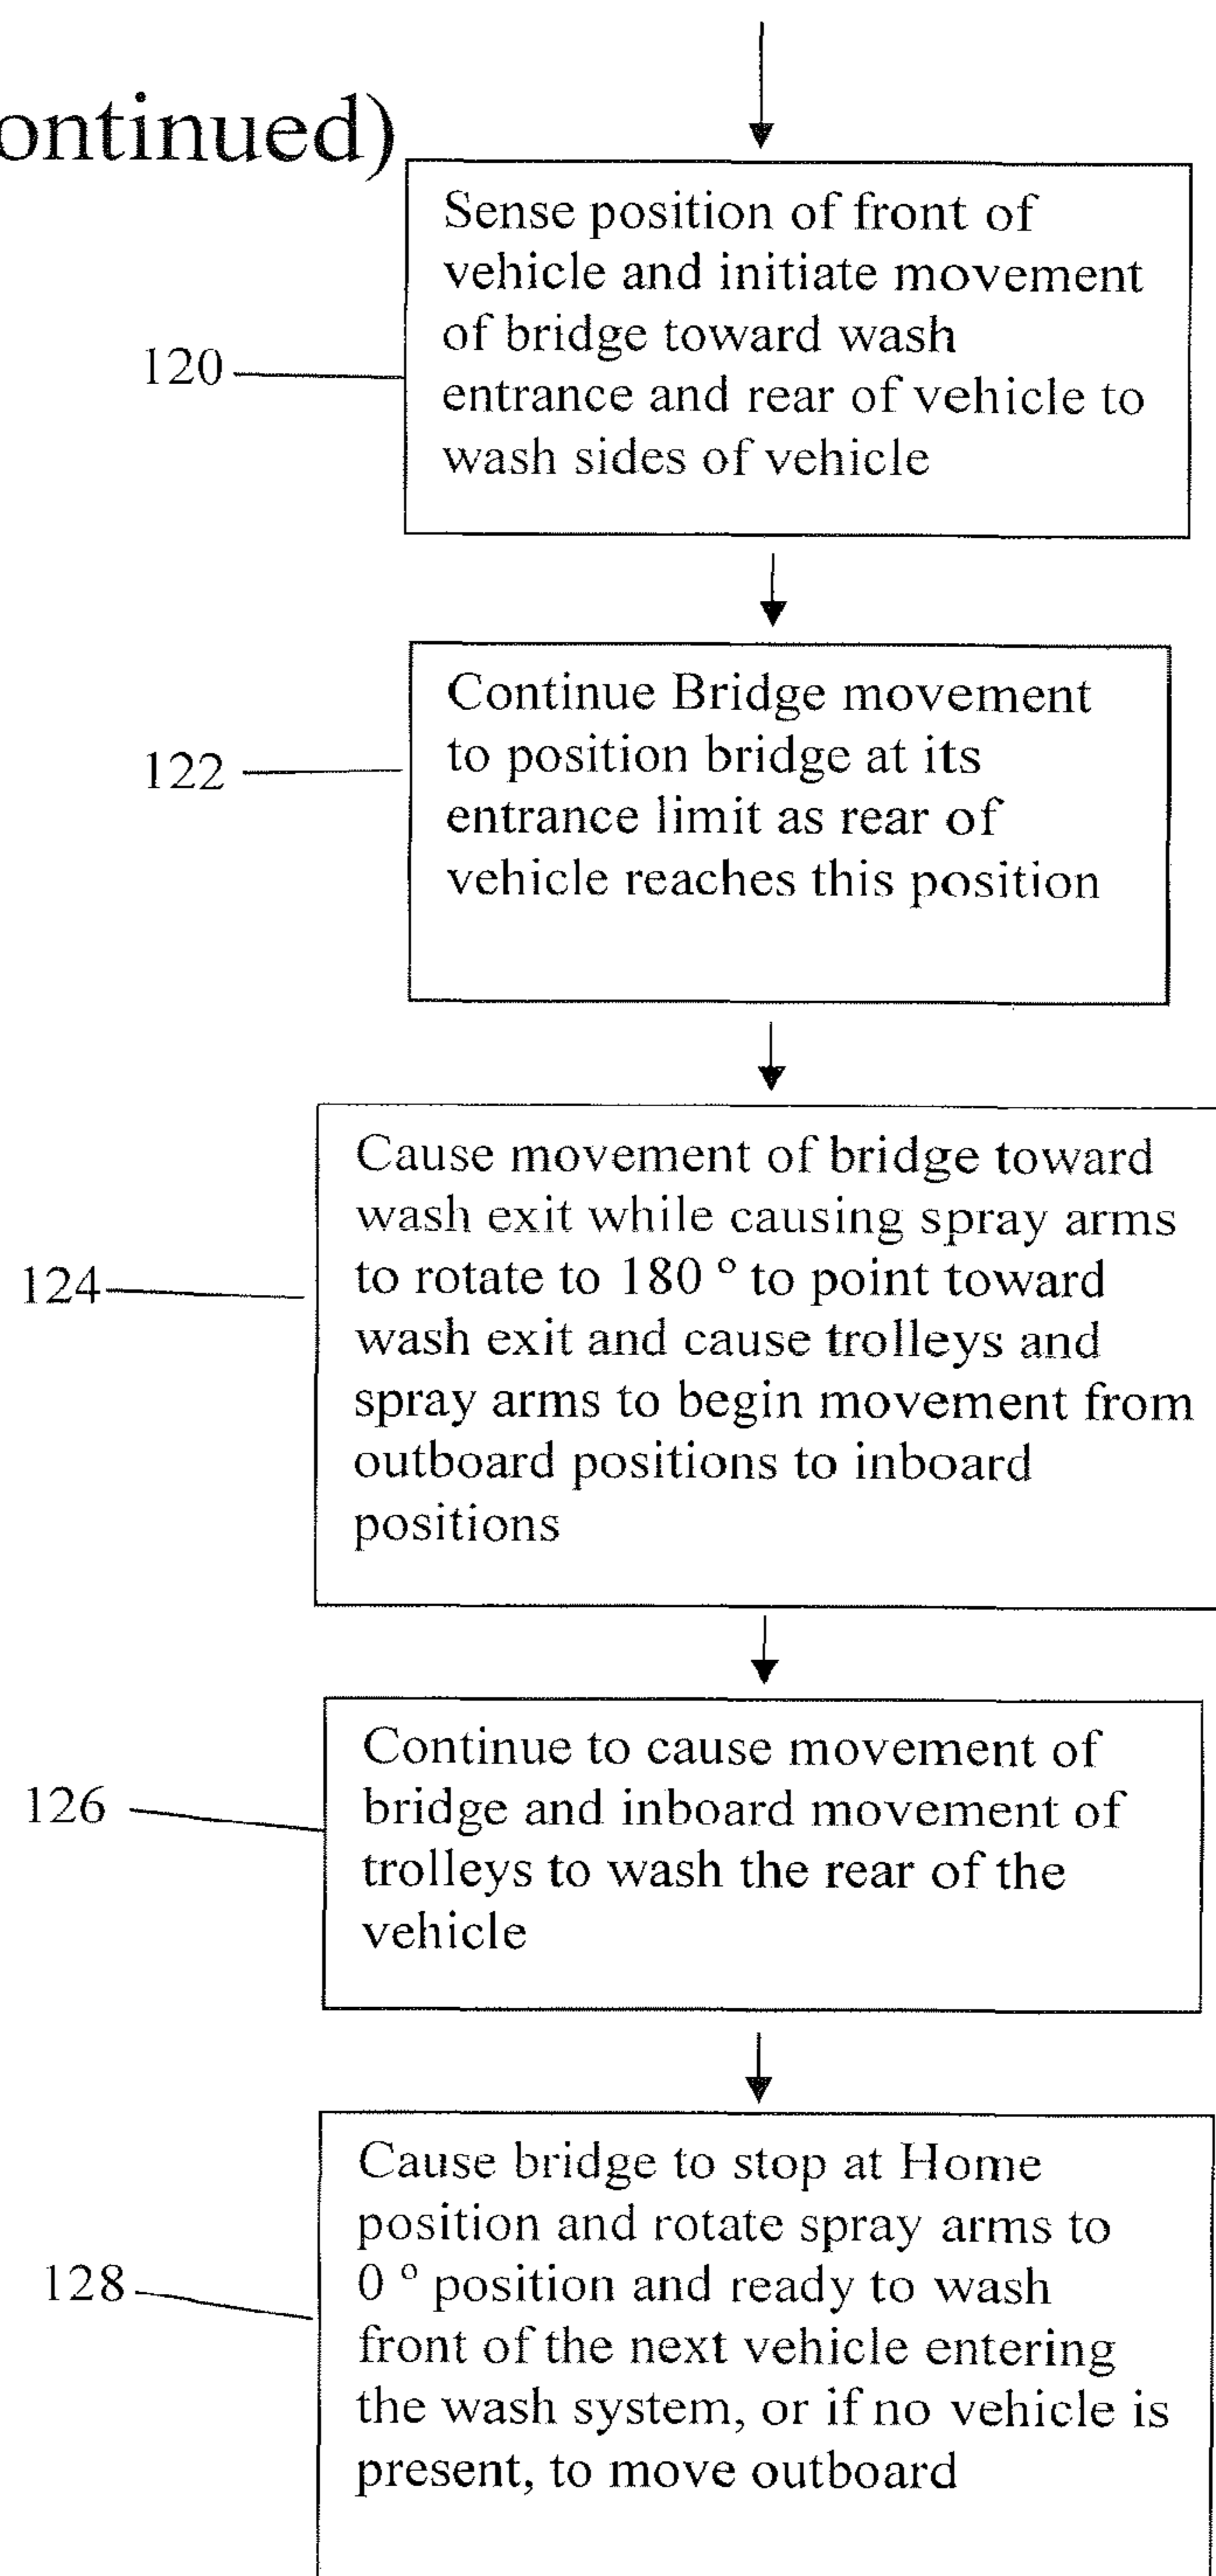 ontinued)
Sense position of front of
vehicle and initiate movement
of bridge toward wash
entrance and rear of vehicle to
wash sides of vehicle
120
Continue Bridge movement
to position bridge at its
entrance limit as rear of
vehicle reaches this position
122
Cause movement of bridge toward
wash exit while causing spray arms
to rotate to 180 ° to point toward
wash exit and cause trolleys and
spray arms to begin movement from
outboard positions to inboard
positions
124
Continue to cause movement of
bridge and inboard movement of
trolleys to wash the rear of the
vehicle
126
Cause bridge to stop at Home
position and rotate spray arms to
0 ° position and ready to wash
front of the next vehicle entering
the wash system, or if no vehicle is
present, to move outboard
128